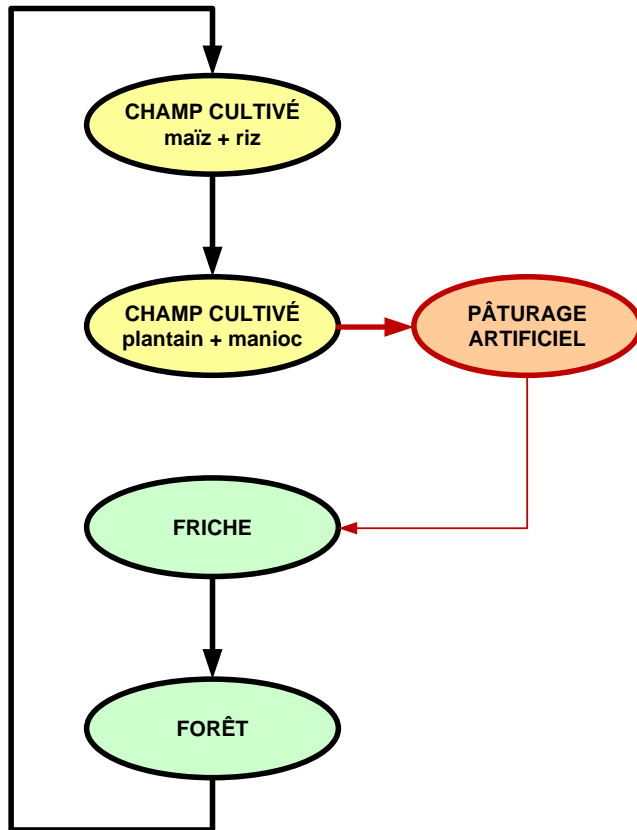 CHAMP CULTIVÉ
maïz + riz
CHAMP CULTIVÉ
plantain + manioc
PÂTURAGE
ARTIFICIEL
FRICHE
FORÊT